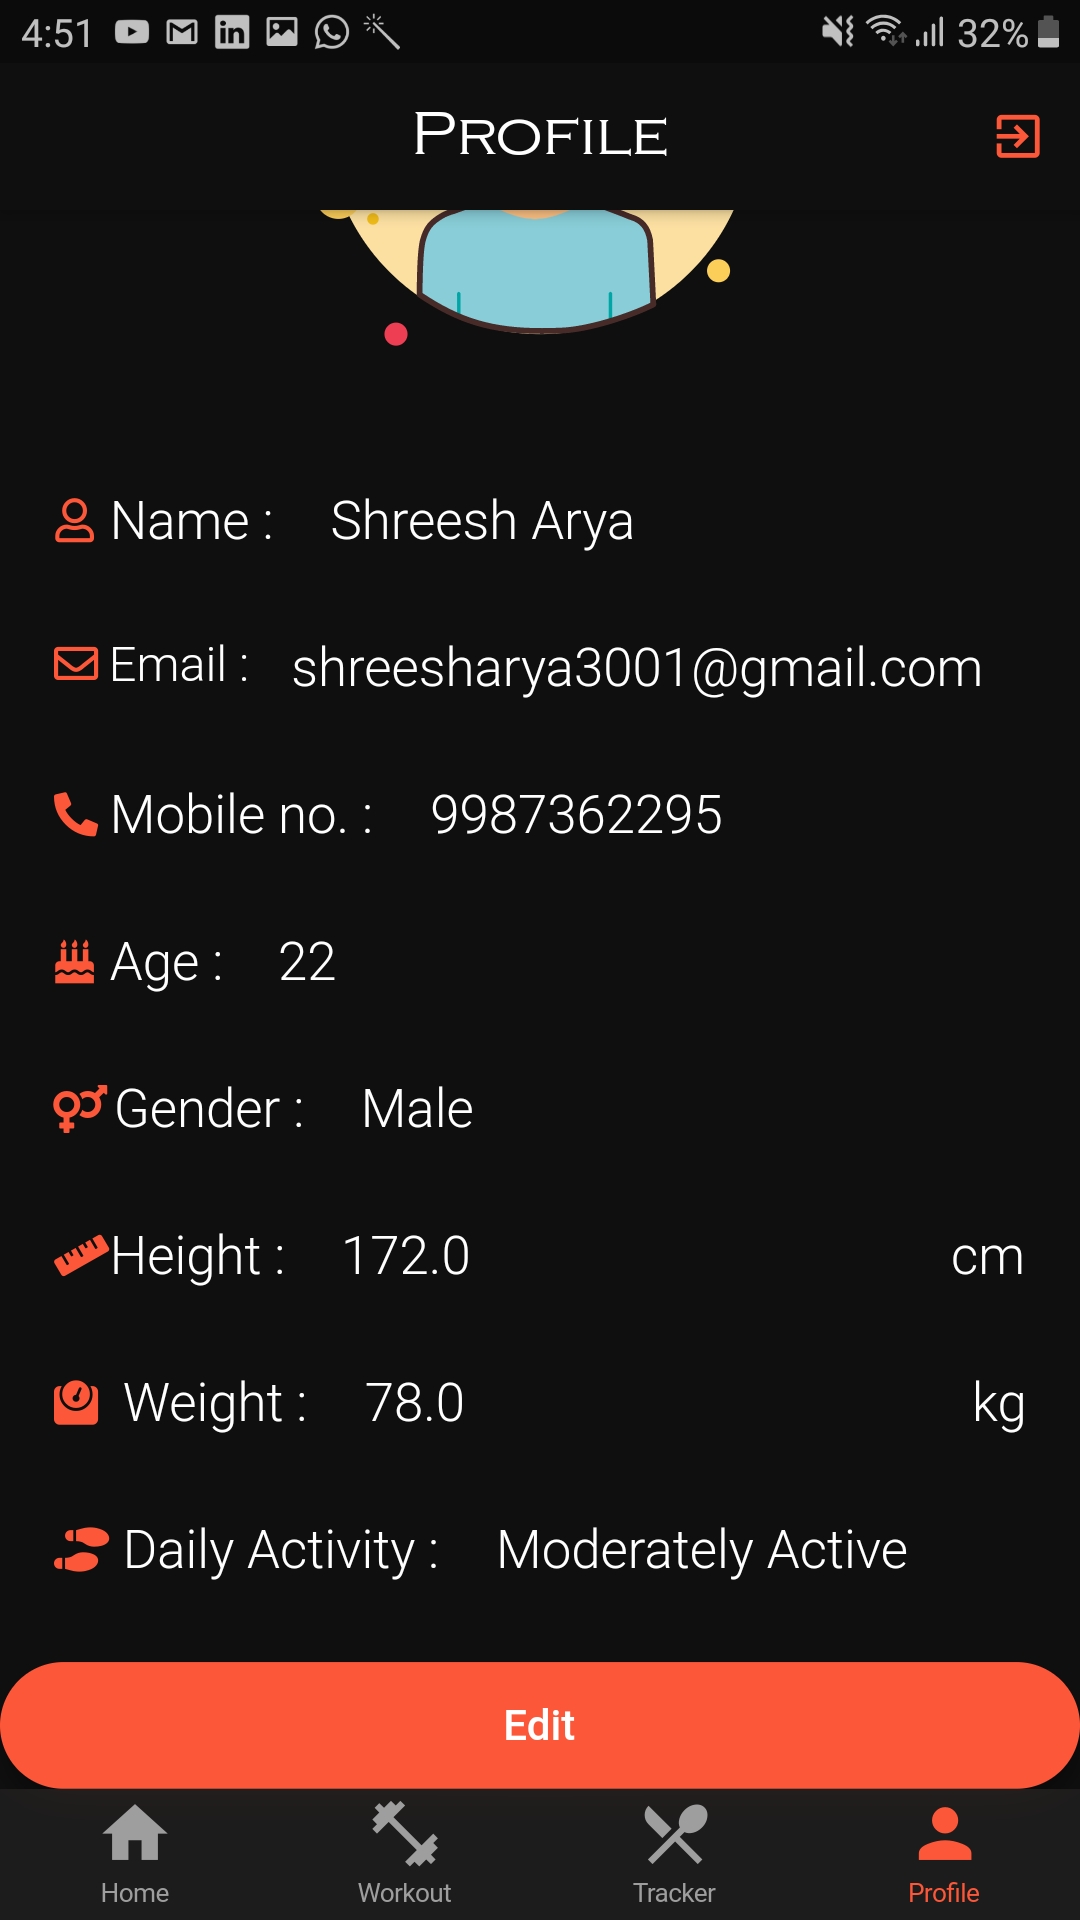 4:51 32%
Profile
Name : Shreesh Arya
Email : shreesharya3001@gmail.com
Mobile no. : 9987362295
Age : 22
Gender : Male
Height : 172.0 cm
Weight : 78.0 kg
Daily Activity : Moderately Active
Edit
Home Workout Tracker Profile